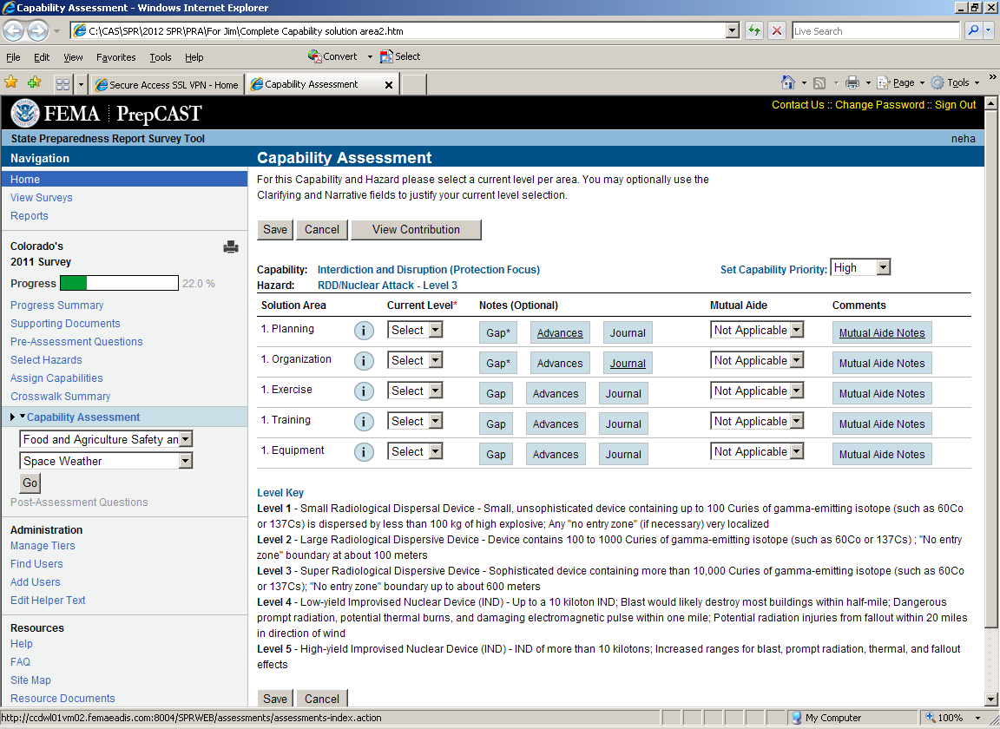 Capability Assessment - Windows Internet Explorer
C:\CAS\SPR\2012 SPR\PRA\For Jim\Complete Capability solution area2.htm
Live Search
File Edit View Favorites Tools Help
Convert Select
Secure Access SSL VPN - Home
Capability Assessment
Page Tools
FEMA PrepCAST
Contact Us :: Change Password :: Sign Out
State Preparedness Report Survey Tool
neha
Navigation
Home
View Surveys
Reports
Colorado's
2011 Survey
Progress 22.0 %
Progress Summary
Supporting Documents
Pre-Assessment Questions
Select Hazards
Assign Capabilities
Crosswalk Summary
Capability Assessment
Food and Agriculture Safety an
Space Weather
Go
Post-Assessment Questions
Administration
Manage Tiers
Find Users
Add Users
Edit Helper Text
Resources
Help
FAQ
Site Map
Resource Documents
Capability Assessment
For this Capability and Hazard please select a current level per area. You may optionally use the
Clarifying and Narrative fields to justify your current level selection.
Save Cancel View Contribution
Capability: Interdiction and Disruption (Protection Focus) Set Capability Priority: High
Hazard: RDD/Nuclear Attack - Level 3
Solution Area Current Level* Notes (Optional) Mutual Aide Comments
1. Planning i Select Gap* Advances Journal Not Applicable Mutual Aide Notes
1. Organization i Select Gap* Advances Journal Not Applicable Mutual Aide Notes
1. Exercise i Select Gap Advances Journal Not Applicable Mutual Aide Notes
1. Training i Select Gap Advances Journal Not Applicable Mutual Aide Notes
1. Equipment i Select Gap Advances Journal Not Applicable Mutual Aide Notes
Level Key
Level 1 - Small Radiological Dispersal Device - Small, unsophisticated device containing up to 100 Curies of gamma-emitting isotope (such as 60Co
or 137Cs) is dispersed by less than 100 kg of high explosive; Any "no entry zone" (if necessary) very localized
Level 2 - Large Radiological Dispersive Device - Device contains 100 to 1000 Curies of gamma-emitting isotope (such as 60Co or 137Cs) ; "No entry
zone" boundary at about 100 meters
Level 3 - Super Radiological Dispersive Device - Sophisticated device containing more than 10,000 Curies of gamma-emitting isotope (such as 60Co
or 137Cs); "No entry zone" boundary up to about 600 meters
Level 4 - Low-yield Improvised Nuclear Device (IND) - Up to a 10 kiloton IND; Blast would likely destroy most buildings within half-mile; Dangerous
prompt radiation, potential thermal burns, and damaging electromagnetic pulse within one mile; Potential radiation injuries from fallout within 20 miles
in direction of wind
Level 5 - High-yield Improvised Nuclear Device (IND) - IND of more than 10 kilotons; Increased ranges for blast, prompt radiation, thermal, and fallout
effects
Save Cancel
http://ccdwl01vm02.femaeadis.com:8004/SPRWEB/assessments/assessments-index.action
My Computer
100%